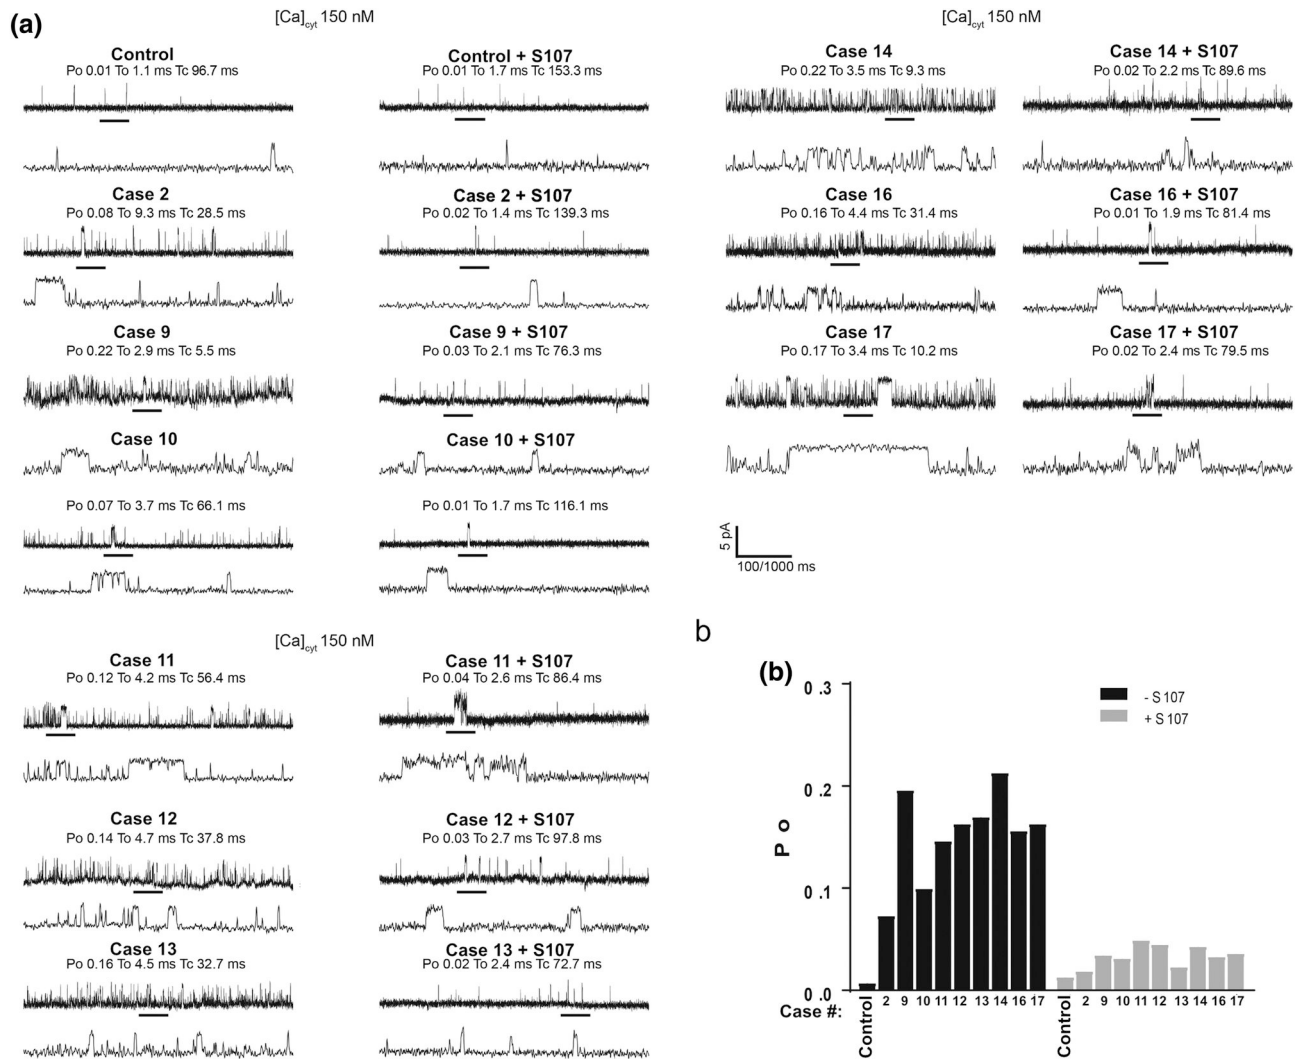 (a)
[Ca]cyt 150 nM
Control
Po 0.01 To 1.1 ms Tc 96.7 ms
Control + S107
Po 0.01 To 1.7 ms Tc 153.3 ms
Case 2
Po 0.08 To 9.3 ms Tc 28.5 ms
Case 2 + S107
Po 0.02 To 1.4 ms Tc 139.3 ms
Case 9
Po 0.22 To 2.9 ms Tc 5.5 ms
Case 9 + S107
Po 0.03 To 2.1 ms Tc 76.3 ms
Case 10
Po 0.07 To 3.7 ms Tc 66.1 ms
Case 10 + S107
Po 0.01 To 1.7 ms Tc 116.1 ms
[Ca]cyt 150 nM
Case 11
Po 0.12 To 4.2 ms Tc 56.4 ms
Case 11 + S107
Po 0.04 To 2.6 ms Tc 86.4 ms
Case 12
Po 0.14 To 4.7 ms Tc 37.8 ms
Case 12 + S107
Po 0.03 To 2.7 ms Tc 97.8 ms
Case 13
Po 0.16 To 4.5 ms Tc 32.7 ms
Case 13 + S107
Po 0.02 To 2.4 ms Tc 72.7 ms
[Ca]cyt 150 nM
Case 14
Po 0.22 To 3.5 ms Tc 9.3 ms
Case 14 + S107
Po 0.02 To 2.2 ms Tc 89.6 ms
Case 16
Po 0.16 To 4.4 ms Tc 31.4 ms
Case 16 + S107
Po 0.01 To 1.9 ms Tc 81.4 ms
Case 17
Po 0.17 To 3.4 ms Tc 10.2 ms
Case 17 + S107
Po 0.02 To 2.4 ms Tc 79.5 ms
5 pA
100/1000 ms
b
(b)
0.3
0.2
0.1
0.0
Po
- S107
+ S107
Case #:
Control 2 9 10 11 12 13 14 16 17 Control 2 9 10 11 12 13 14 16 17